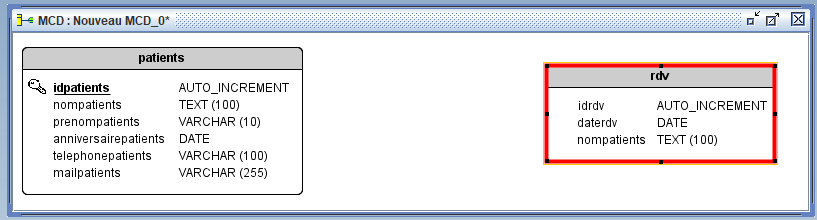 MCD : Nouveau MCD_0*
patients
idpatients AUTO_INCREMENT
nompatients TEXT (100)
prenompatients VARCHAR (10)
anniversairepatients DATE
telephonepatients VARCHAR (100)
mailpatients VARCHAR (255)
rdv
idrdv AUTO_INCREMENT
daterdv DATE
nompatients TEXT (100)